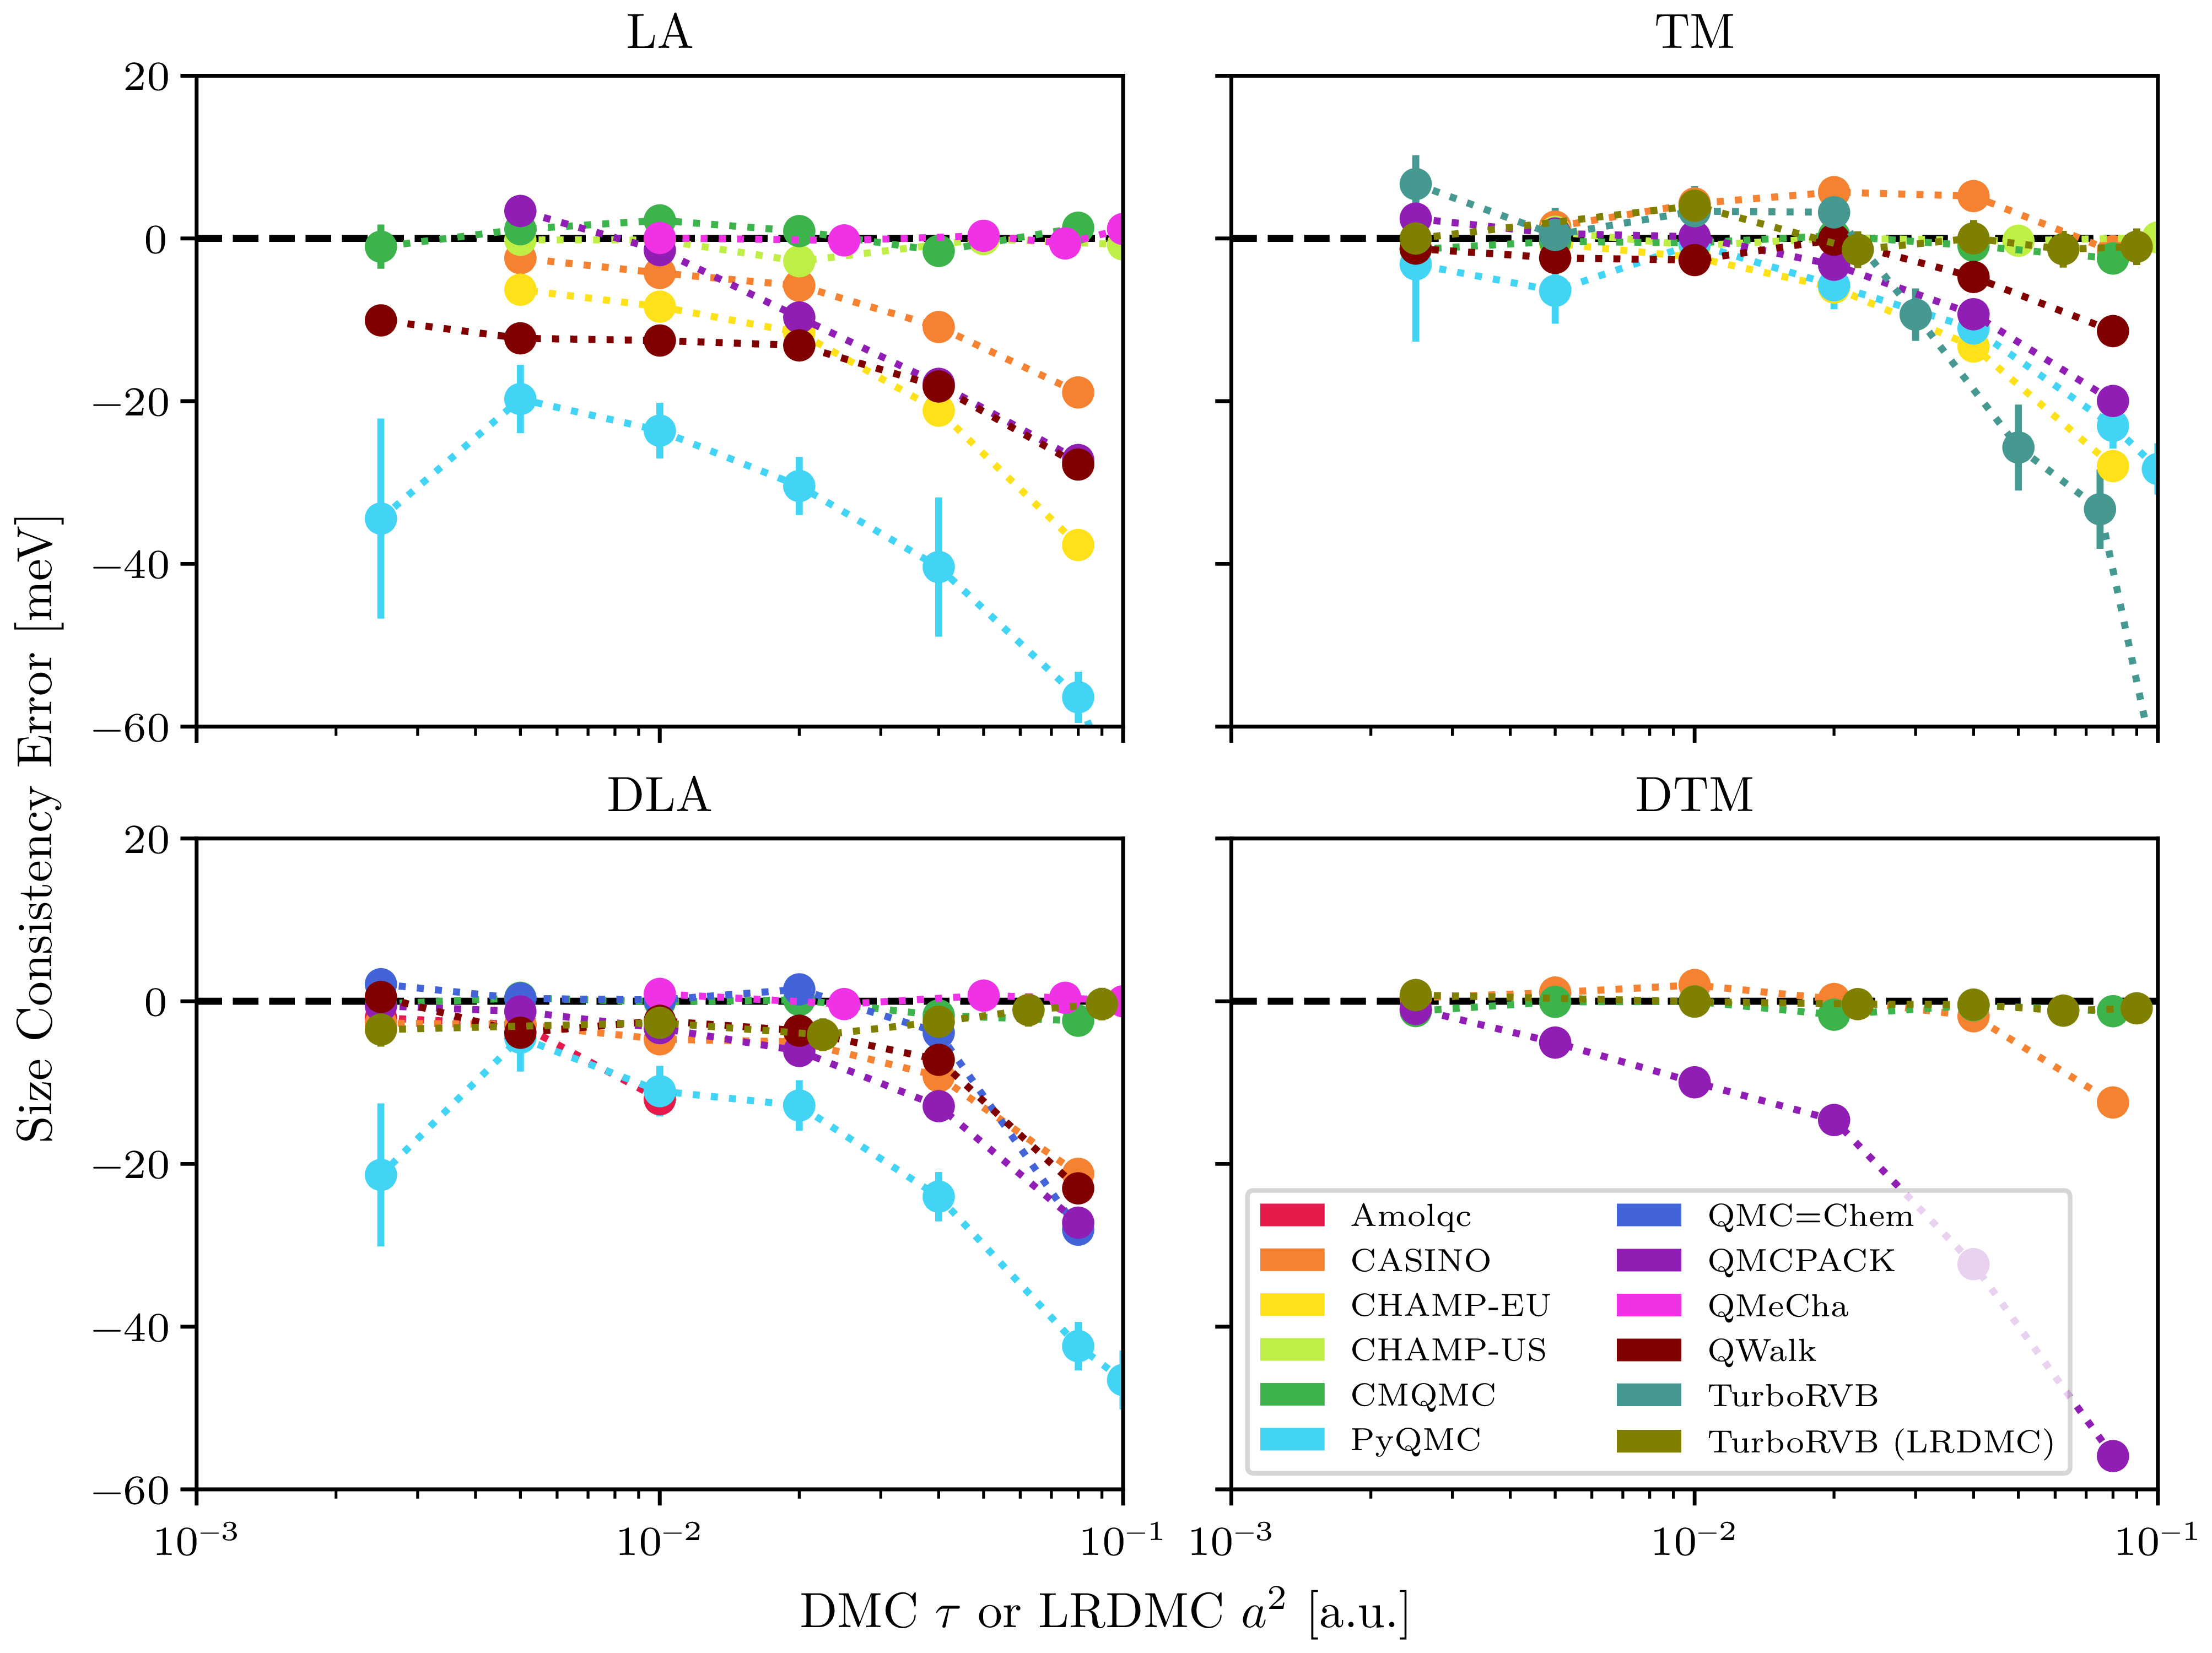 LA
TM
20
0
−20
−40
−60
Size Consistency Error [meV]
DLA
DTM
20
0
−20
−40
−60
Amolqc
CASINO
CHAMP-EU
CHAMP-US
CMQMC
PyQMC
QMC=Chem
QMCPACK
QMeCha
QWalk
TurboRVB
TurboRVB (LRDMC)
10⁻³ 10⁻² 10⁻¹ 10⁻³ 10⁻² 10⁻¹
DMC τ or LRDMC a² [a.u.]